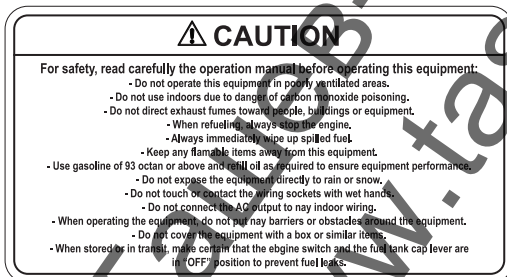 ⚠ CAUTION
For safety, read carefully the operation manual before operating this equipment:
- Do not operate this equipment in poorly ventilated areas.
- Do not use indoors due to danger of carbon monoxide poisoning.
- Do not direct exhaust fumes toward people, buildings or equipment.
- When refueling, always stop the engine.
- Always immediately wipe up spilled fuel.
- Keep any flamable items away from this equipment.
- Use gasoline of 93 octan or above and refill oil as required to ensure equipment performance.
- Do not expose the equipment directly to rain or snow.
- Do not touch or contact the wiring sockets with wet hands.
- Do not connect the AC output to nay indoor wiring.
- When operating the equipment, do not put nay barriers or obstacles around the equipment.
- Do not cover the equipment with a box or similar items.
- When stored or in transit, make certain that the ebgine switch and the fuel tank cap lever are
in "OFF" position to prevent fuel leaks.